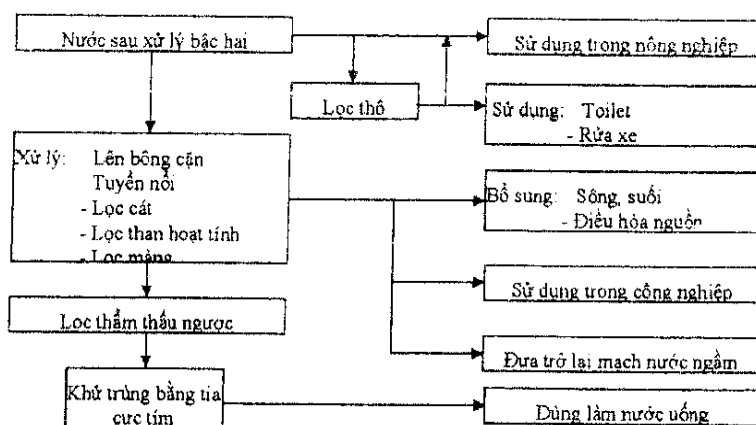 Nước sau xử lý bậc hai
Sử dụng trong nông nghiệp
Lọc thô
Sử dụng: Toilet
- Rửa xe
Xử lý: Lên bông cặn
Tuyển nổi
- Lọc cát
- Lọc than hoạt tính
- Lọc màng
Bổ sung: Sông, suối
- Điều hòa nguồn
Sử dụng trong công nghiệp
Lọc thẩm thấu ngược
Đưa trở lại mạch nước ngầm
Khử trùng bằng tia
cực tím
Dùng làm nước uống